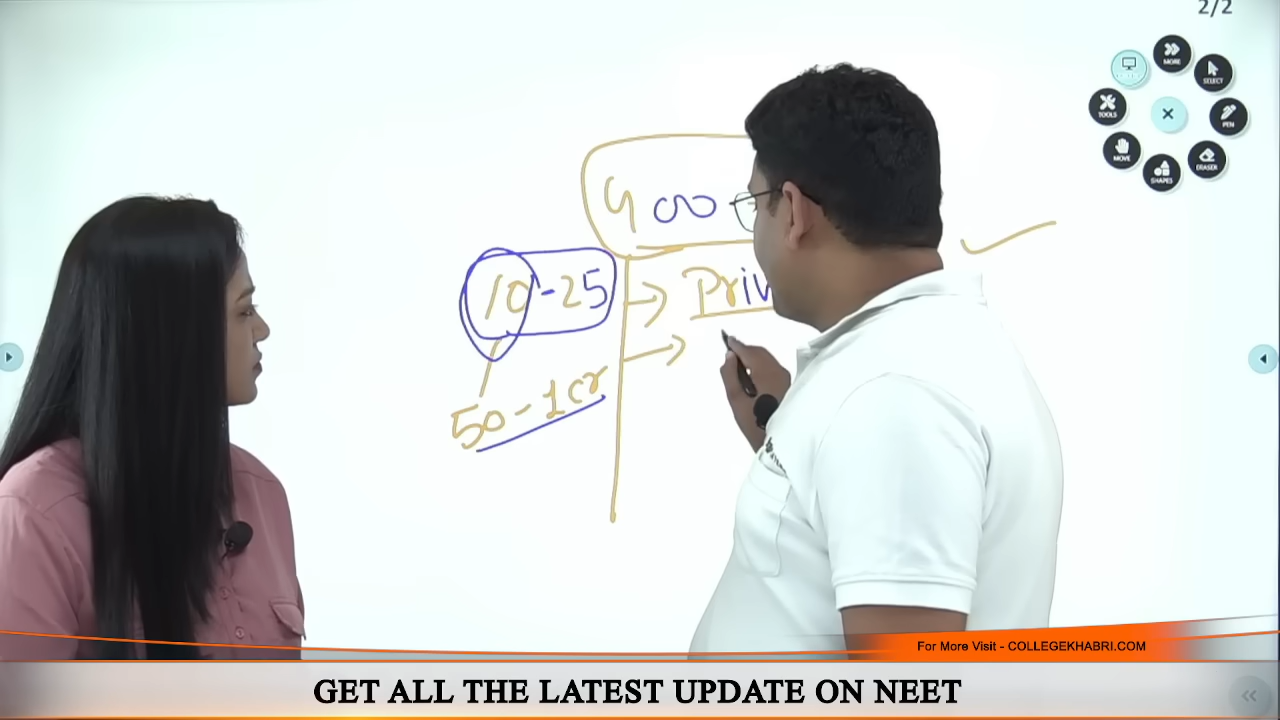 2/2
MORE
SELECT
TOOLS
PEN
MOVE
ERASER
SHAPES
400
10-25
Priv
50-1cr
For More Visit - COLLEGEKHABRI.COM
GET ALL THE LATEST UPDATE ON NEET